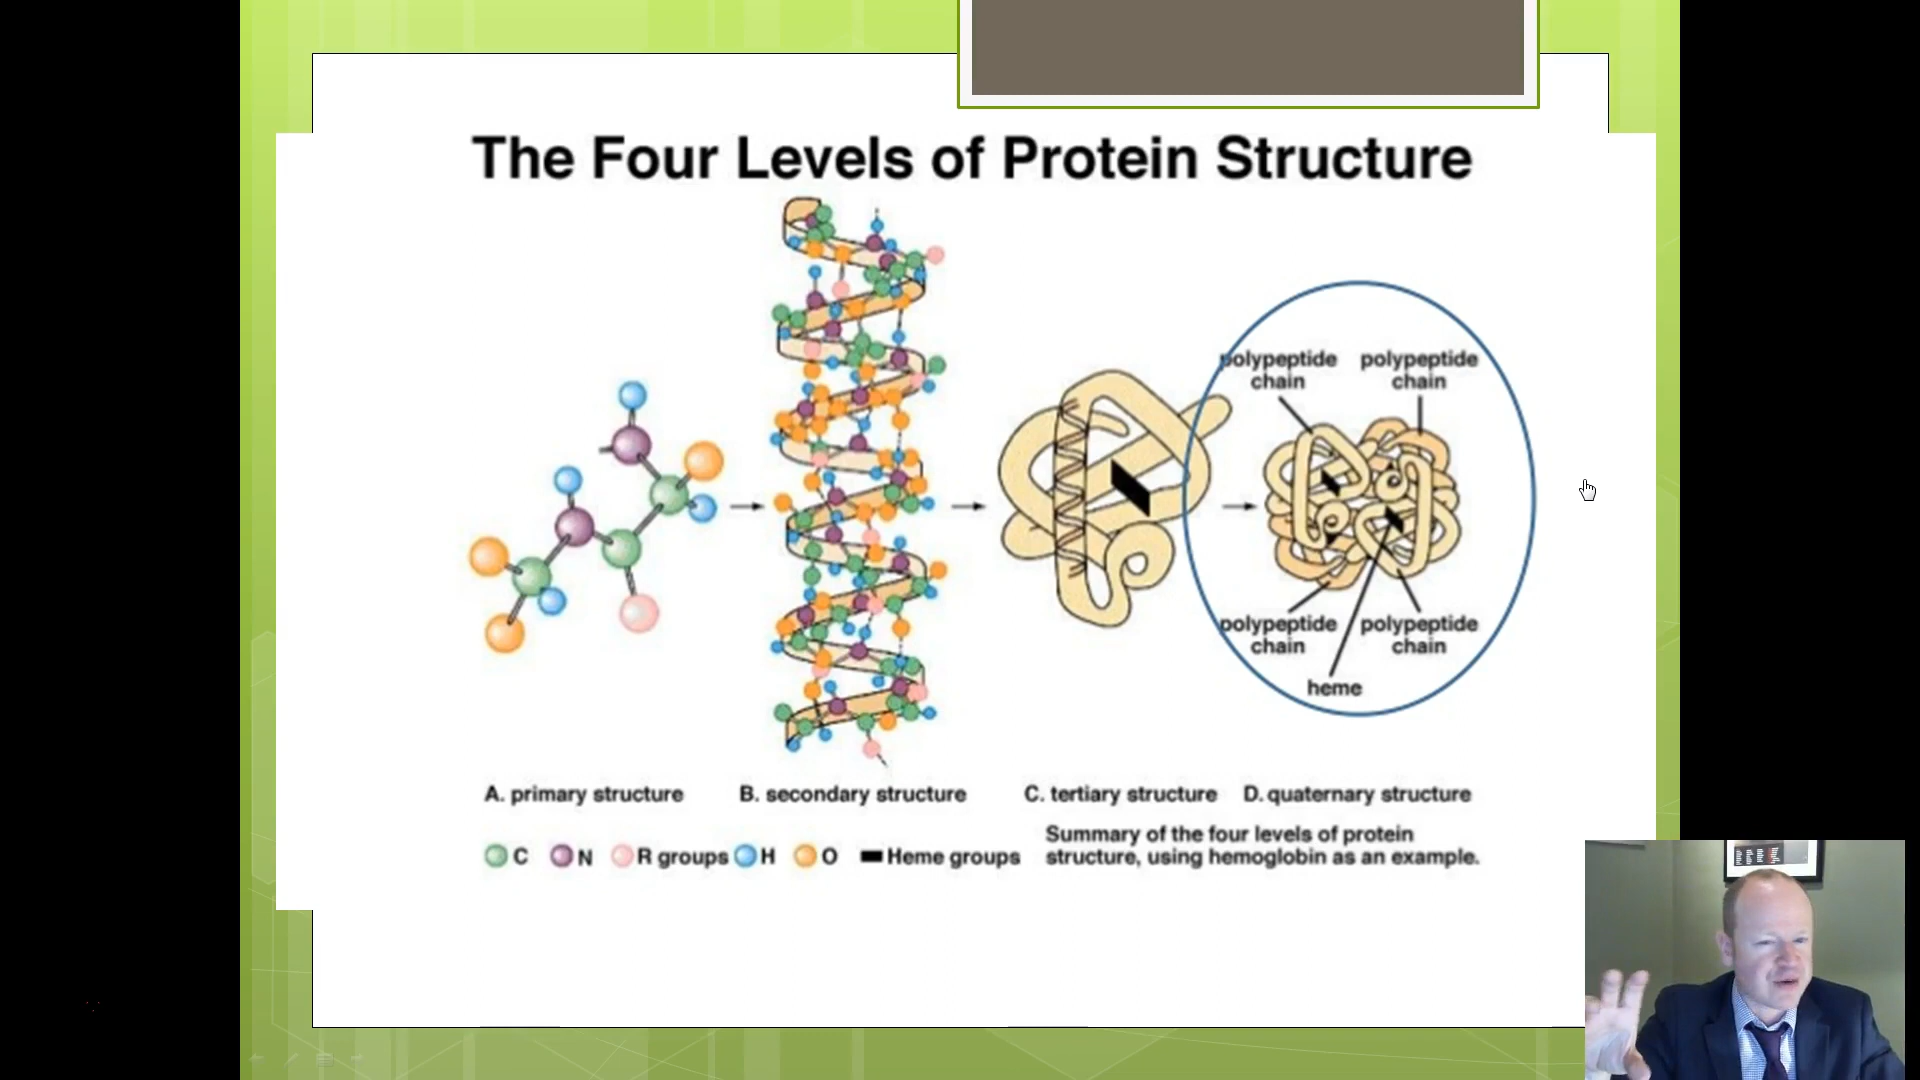 The Four Levels of Protein Structure
polypeptide
chain
polypeptide
chain
polypeptide
chain
polypeptide
chain
heme
A. primary structure
B. secondary structure
C. tertiary structure
D. quaternary structure
C
N
R groups
H
O
Heme groups
Summary of the four levels of protein
structure, using hemoglobin as an example.